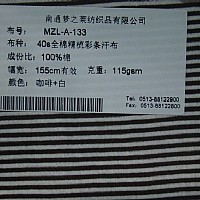 南通梦之莱纺织品有限公司
布号: MZL-A-133
布种: 40s全棉精梳彩条汗布
成份比: 100%棉
幅宽: 155cm有效 克重: 115gsm
颜色: 咖啡+白
Tel: 0513-88122900
Fax: 0513-88122800